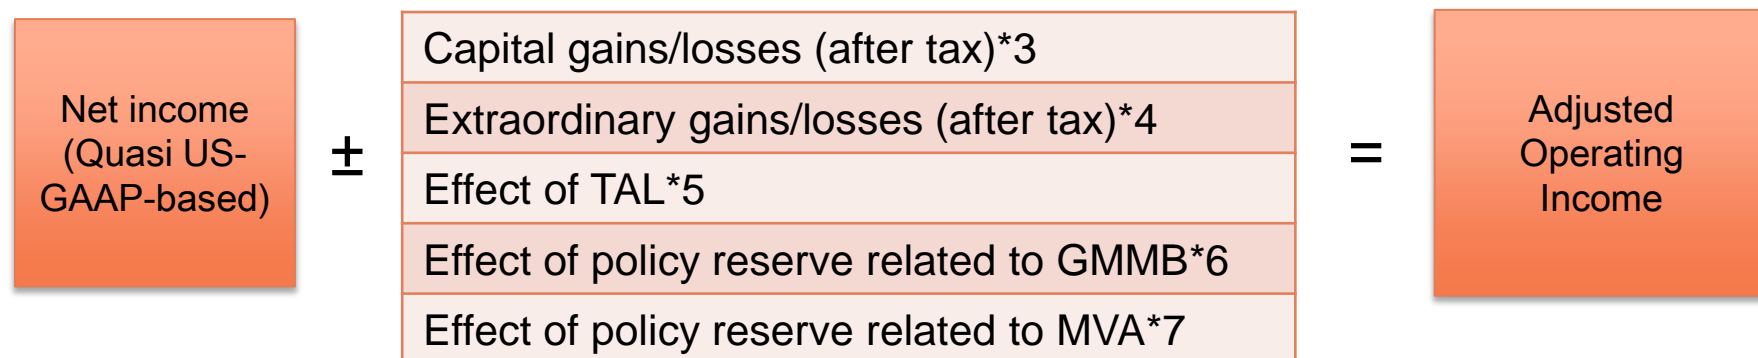 Net income
(Quasi US-
GAAP-based)
±
Capital gains/losses (after tax)*3
Extraordinary gains/losses (after tax)*4
Effect of TAL*5
Effect of policy reserve related to GMMB*6
Effect of policy reserve related to MVA*7
=
Adjusted
Operating
Income